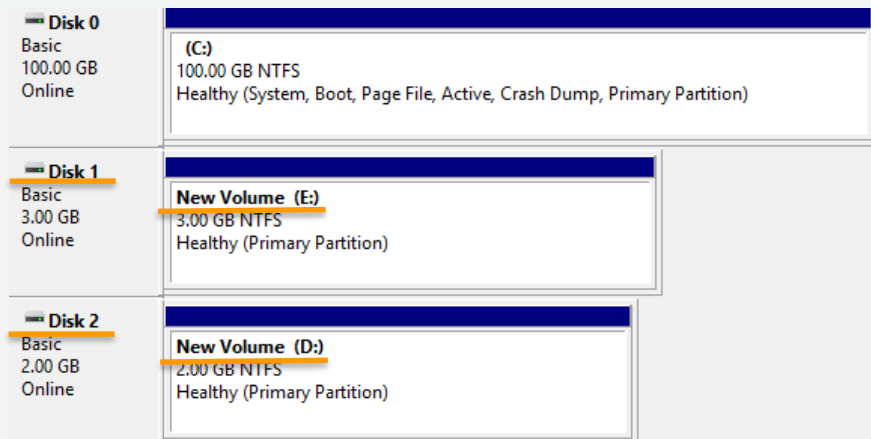 Disk 0
Basic
100.00 GB
Online
(C:)
100.00 GB NTFS
Healthy (System, Boot, Page File, Active, Crash Dump, Primary Partition)
Disk 1
Basic
3.00 GB
Online
New Volume (E:)
3.00 GB NTFS
Healthy (Primary Partition)
Disk 2
Basic
2.00 GB
Online
New Volume (D:)
2.00 GB NTFS
Healthy (Primary Partition)